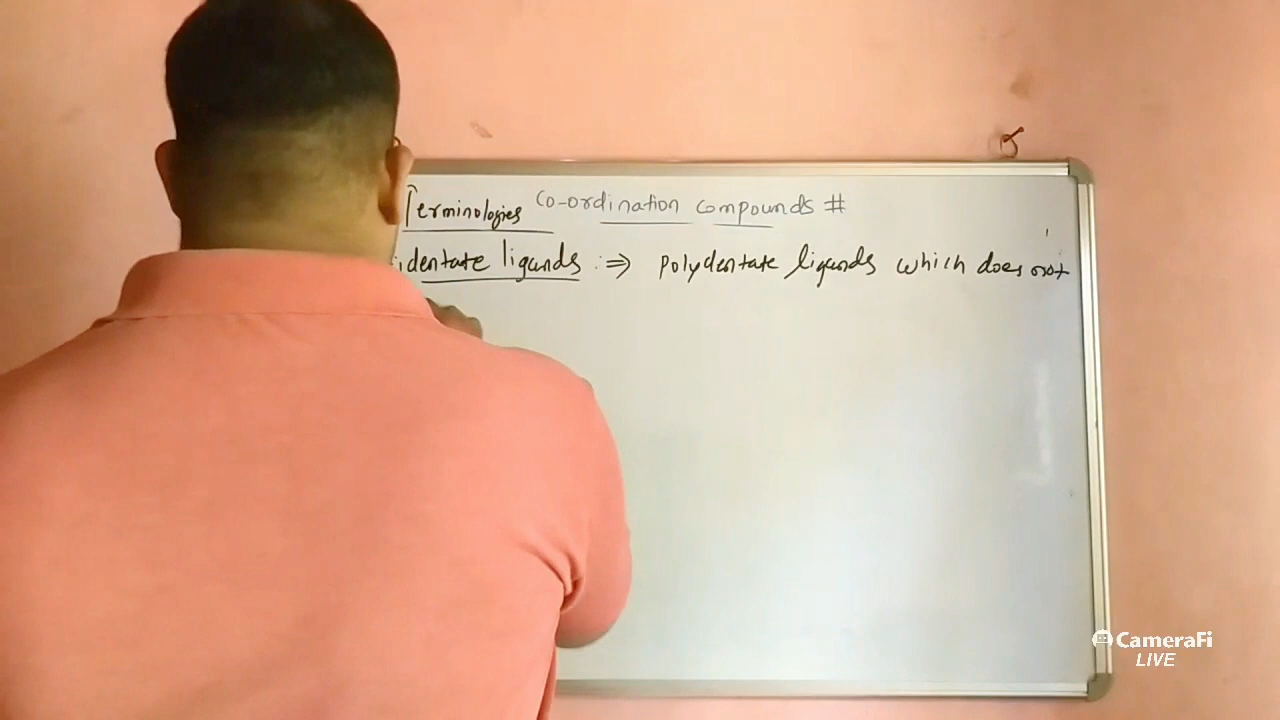 Terminologies Co-ordination compounds #
identate ligands :⇒ polydentate ligands which does not
CameraFi
LIVE